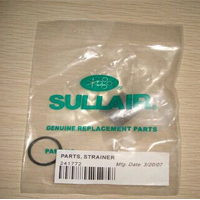 SULLAIR
GENUINE REPLACEMENT PARTS
PARTS, STRAINER
241772
Mfg. Date 3/20/07